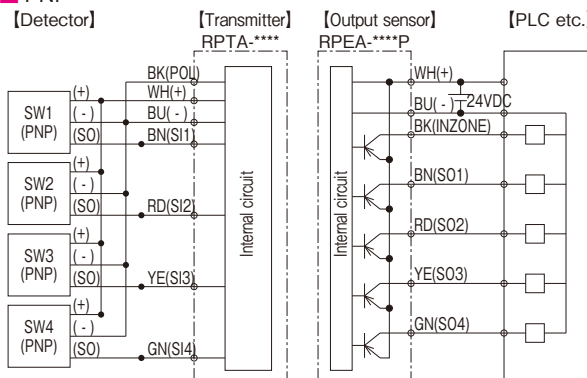 PNP
【Detector】
【Transmitter】
RPTA-****
【Output sensor】
RPEA-****P
【PLC etc.】
BK(POL)
WH(+)
BU( - )
BN(SI1)
RD(SI2)
YE(SI3)
GN(SI4)
SW1
(PNP)
(+)
( - )
(SO)
SW2
(PNP)
(+)
( - )
(SO)
SW3
(PNP)
(+)
( - )
(SO)
SW4
(PNP)
(+)
( - )
(SO)
Internal circuit
Internal circuit
WH(+)
BU( - )
24VDC
BK(INZONE)
BN(SO1)
RD(SO2)
YE(SO3)
GN(SO4)